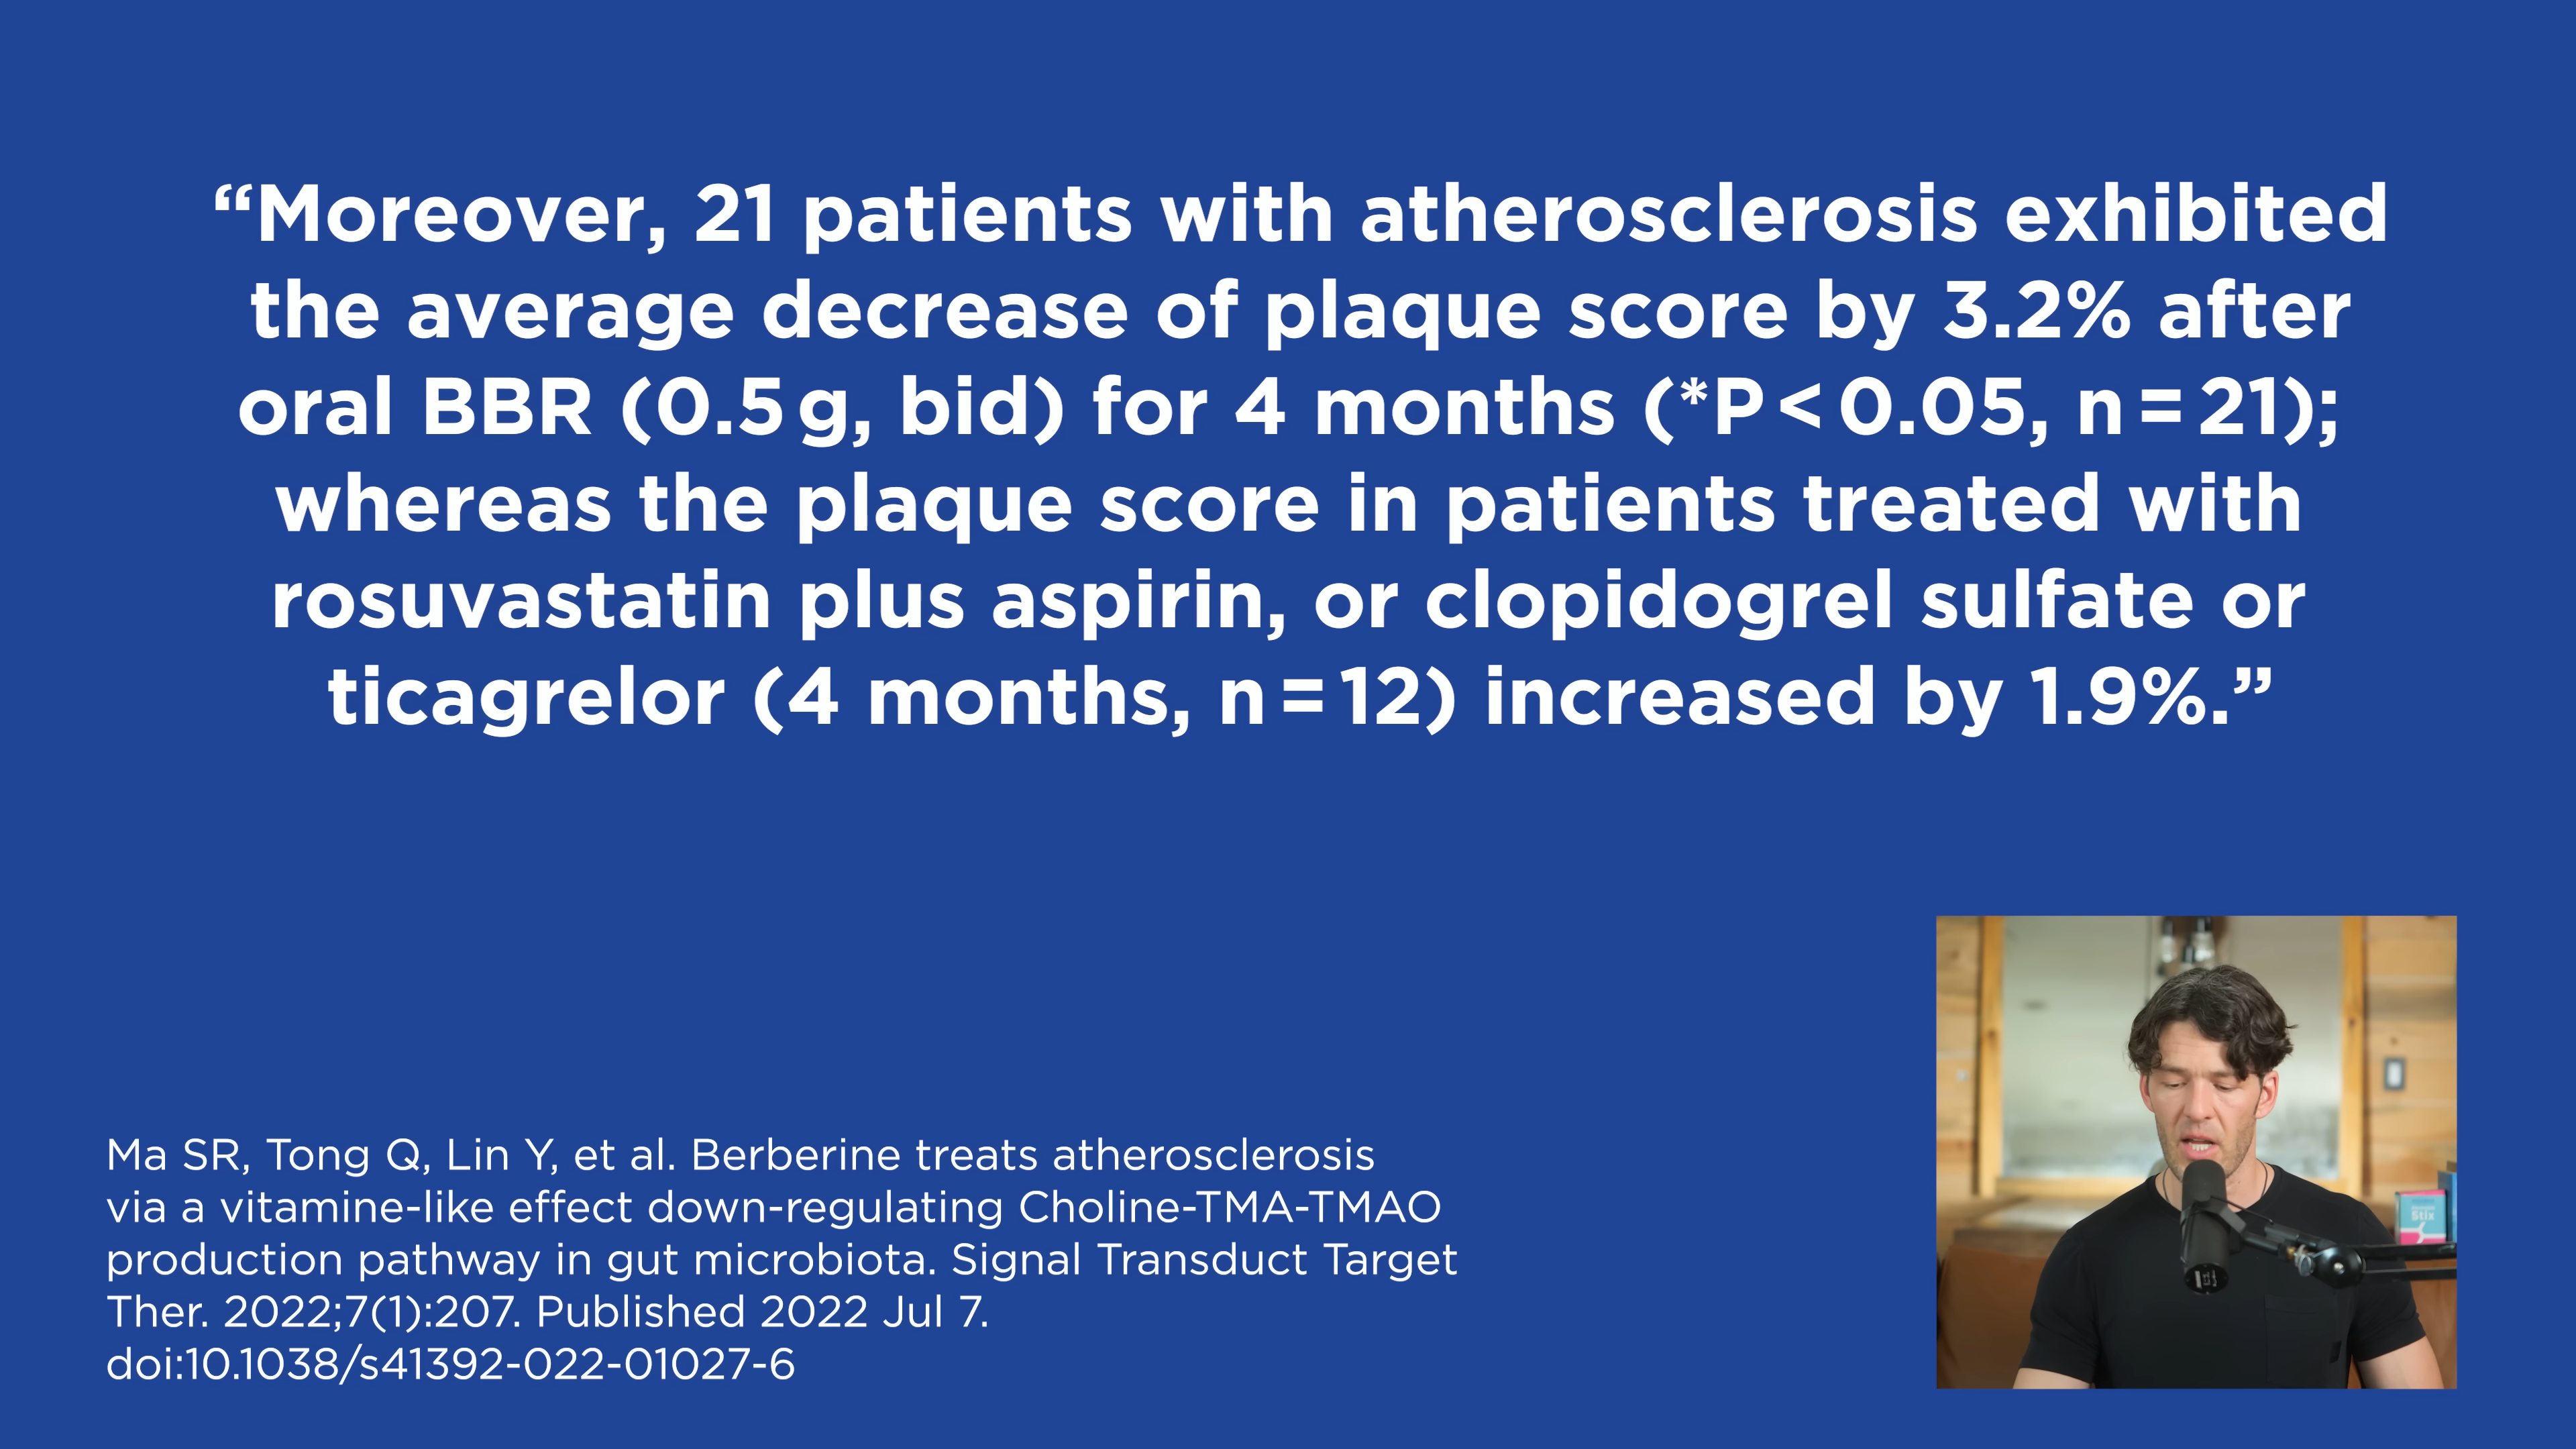 “Moreover, 21 patients with atherosclerosis exhibited
the average decrease of plaque score by 3.2% after
oral BBR (0.5 g, bid) for 4 months (*P < 0.05, n = 21);
whereas the plaque score in patients treated with
rosuvastatin plus aspirin, or clopidogrel sulfate or
ticagrelor (4 months, n = 12) increased by 1.9%.”
Ma SR, Tong Q, Lin Y, et al. Berberine treats atherosclerosis
via a vitamine-like effect down-regulating Choline-TMA-TMAO
production pathway in gut microbiota. Signal Transduct Target
Ther. 2022;7(1):207. Published 2022 Jul 7.
doi:10.1038/s41392-022-01027-6
Stix